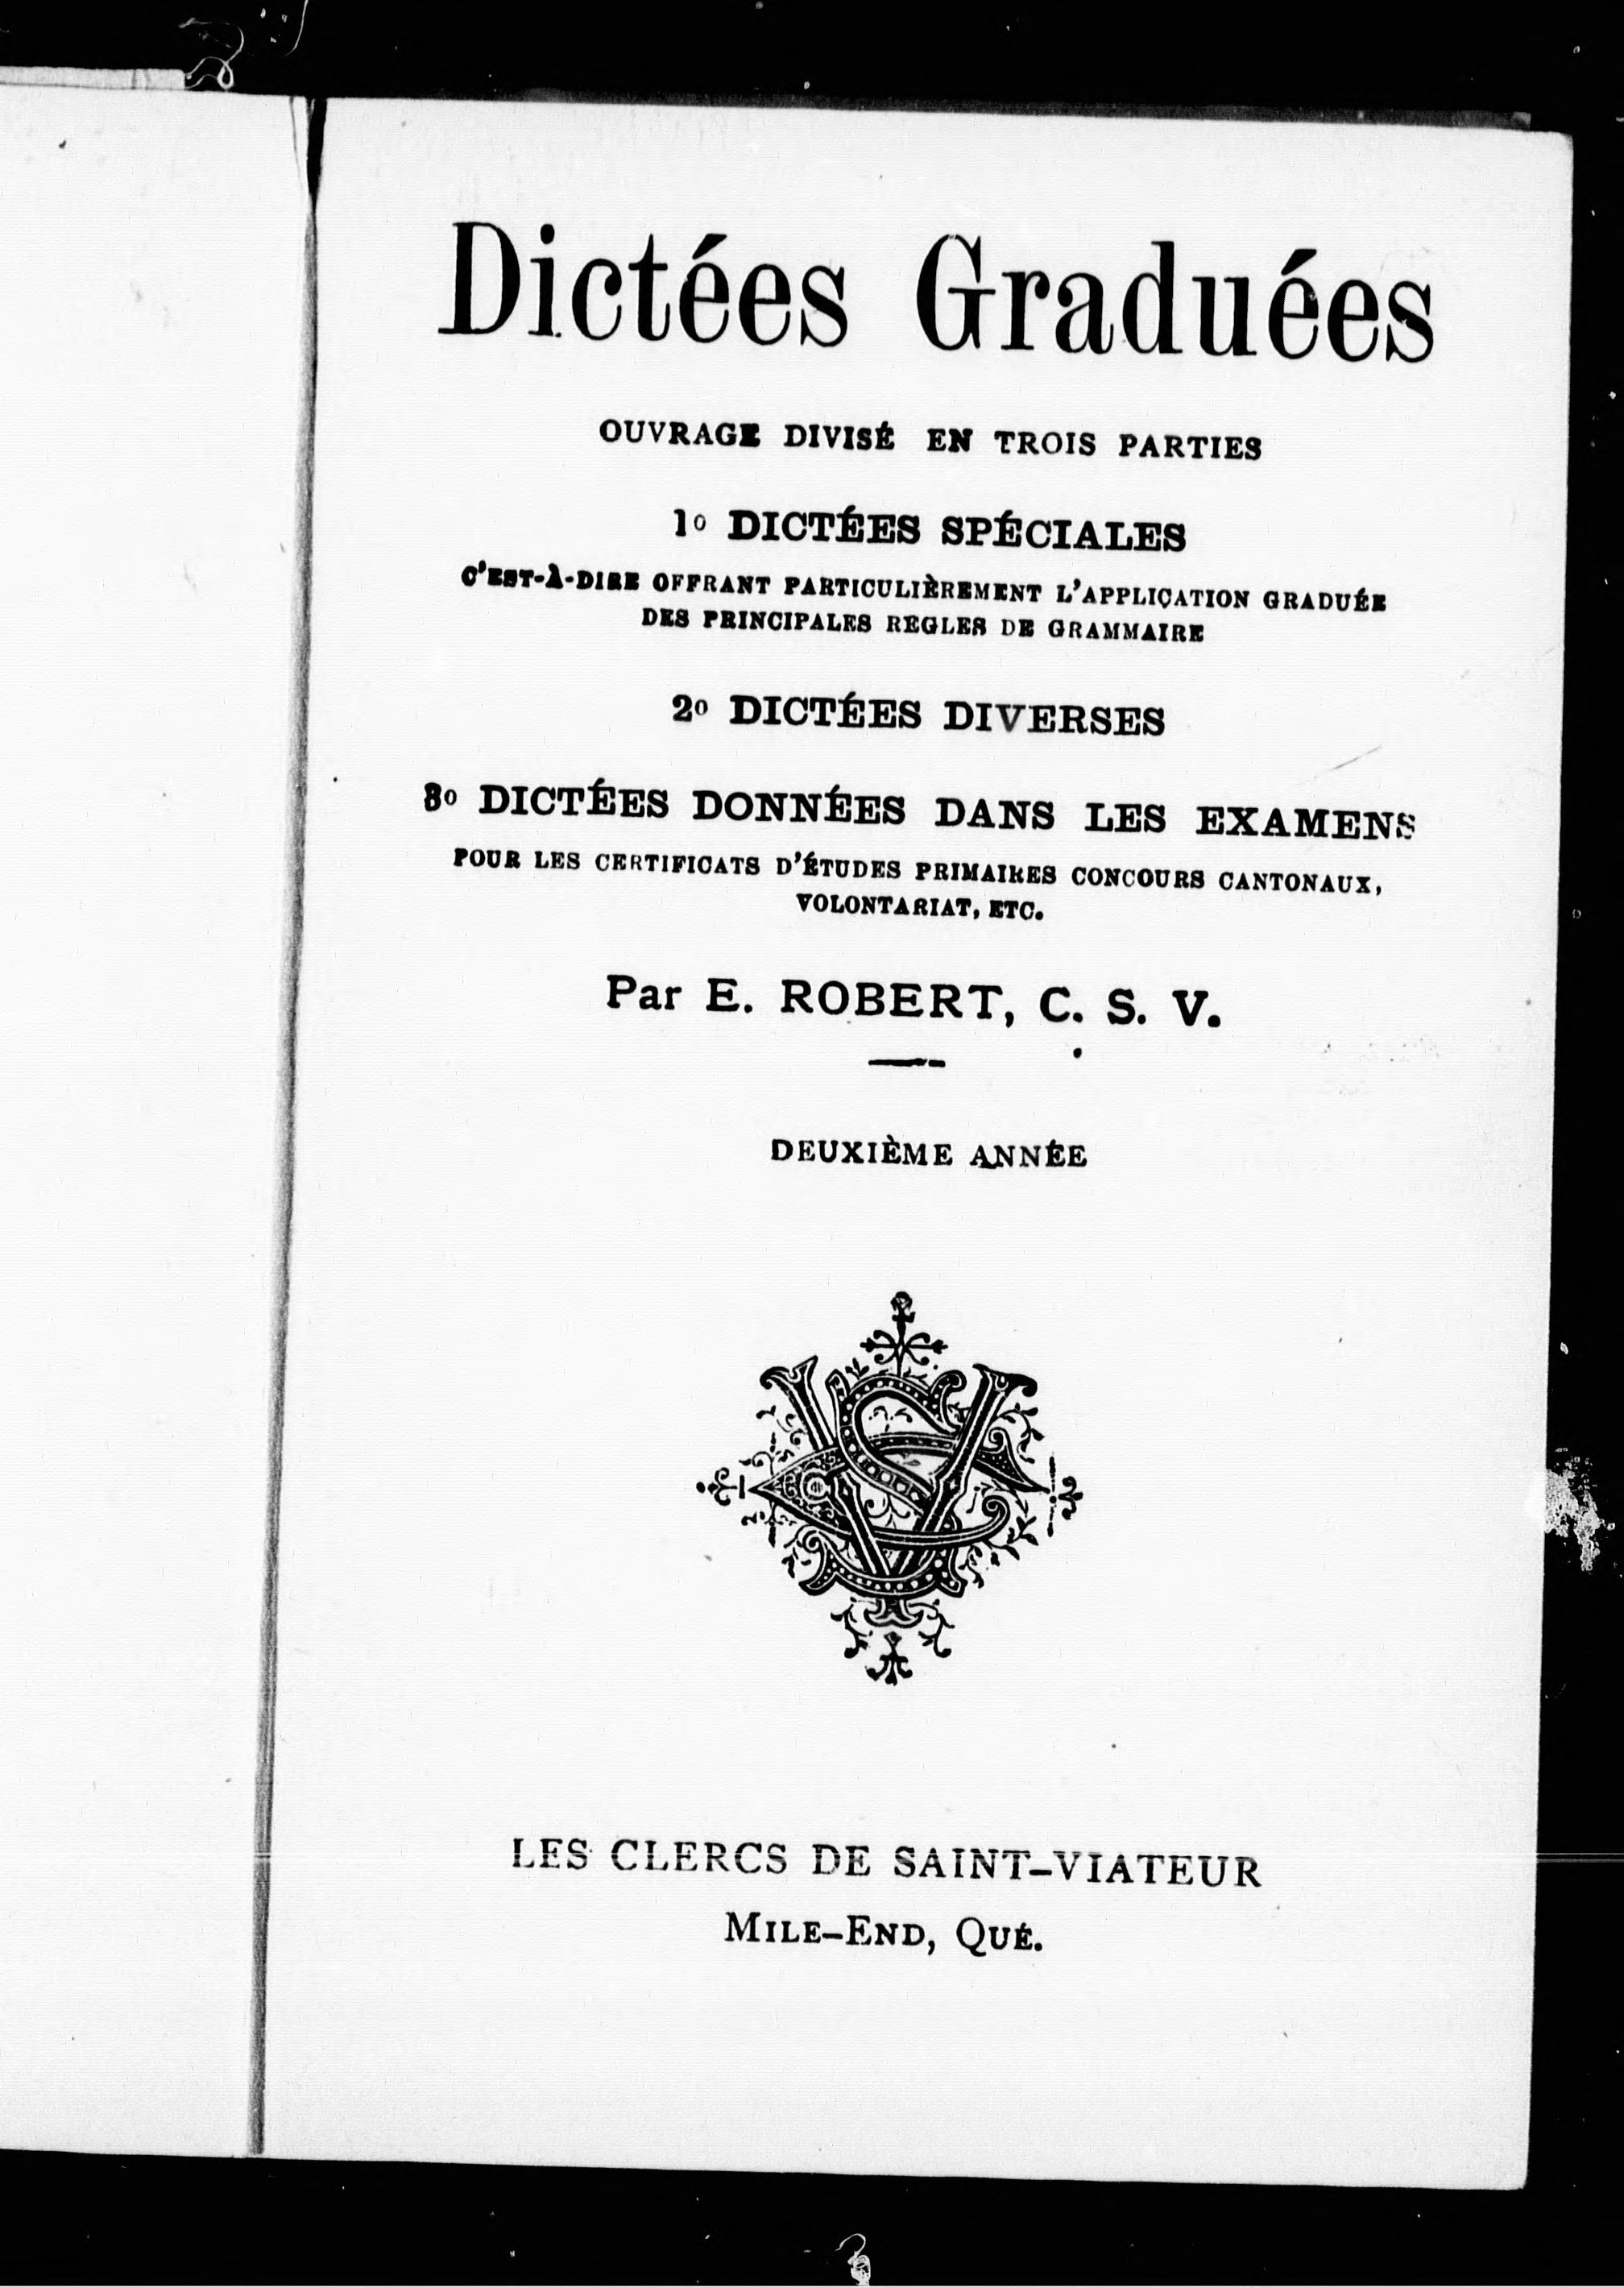 Dictées Graduées
OUVRAGE DIVISÉ EN TROIS PARTIES
1o DICTÉES SPÉCIALES
C'EST-À-DIRE OFFRANT PARTICULIÈREMENT L'APPLICATION GRADUÉE
DES PRINCIPALES REGLES DE GRAMMAIRE
2o DICTÉES DIVERSES
3o DICTÉES DONNÉES DANS LES EXAMENS
POUR LES CERTIFICATS D'ÉTUDES PRIMAIRES CONCOURS CANTONAUX,
VOLONTARIAT, ETC.
Par E. ROBERT, C. S. V.
DEUXIÈME ANNÉE
CSV
LES CLERCS DE SAINT-VIATEUR
MILE-END, QUÉ.